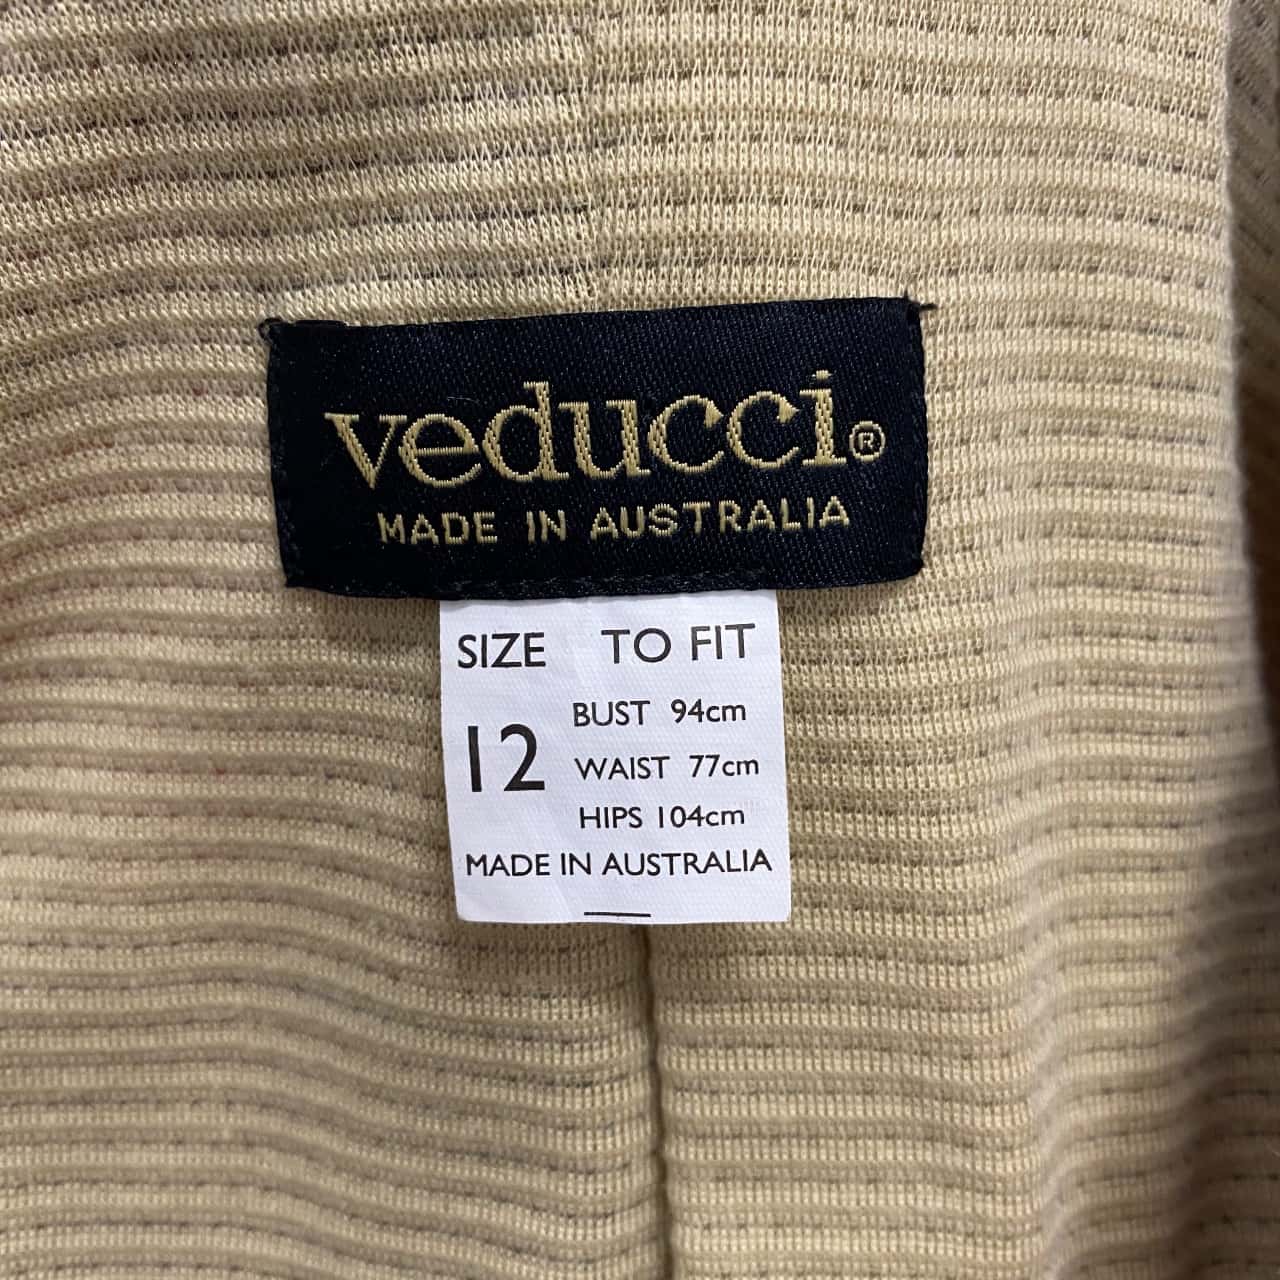 veducci®
MADE IN AUSTRALIA
SIZE TO FIT
BUST 94cm
12 WAIST 77cm
HIPS 104cm
MADE IN AUSTRALIA